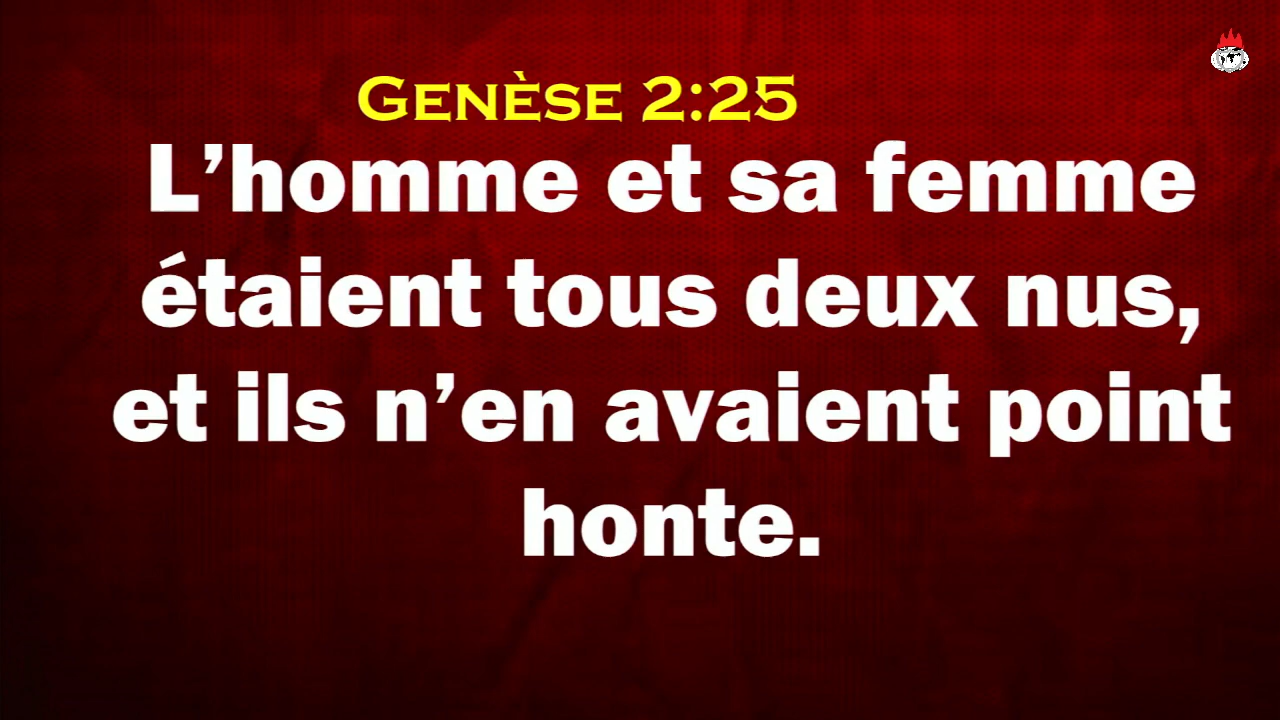 Genèse 2:25
L’homme et sa femme
étaient tous deux nus,
et ils n’en avaient point
honte.